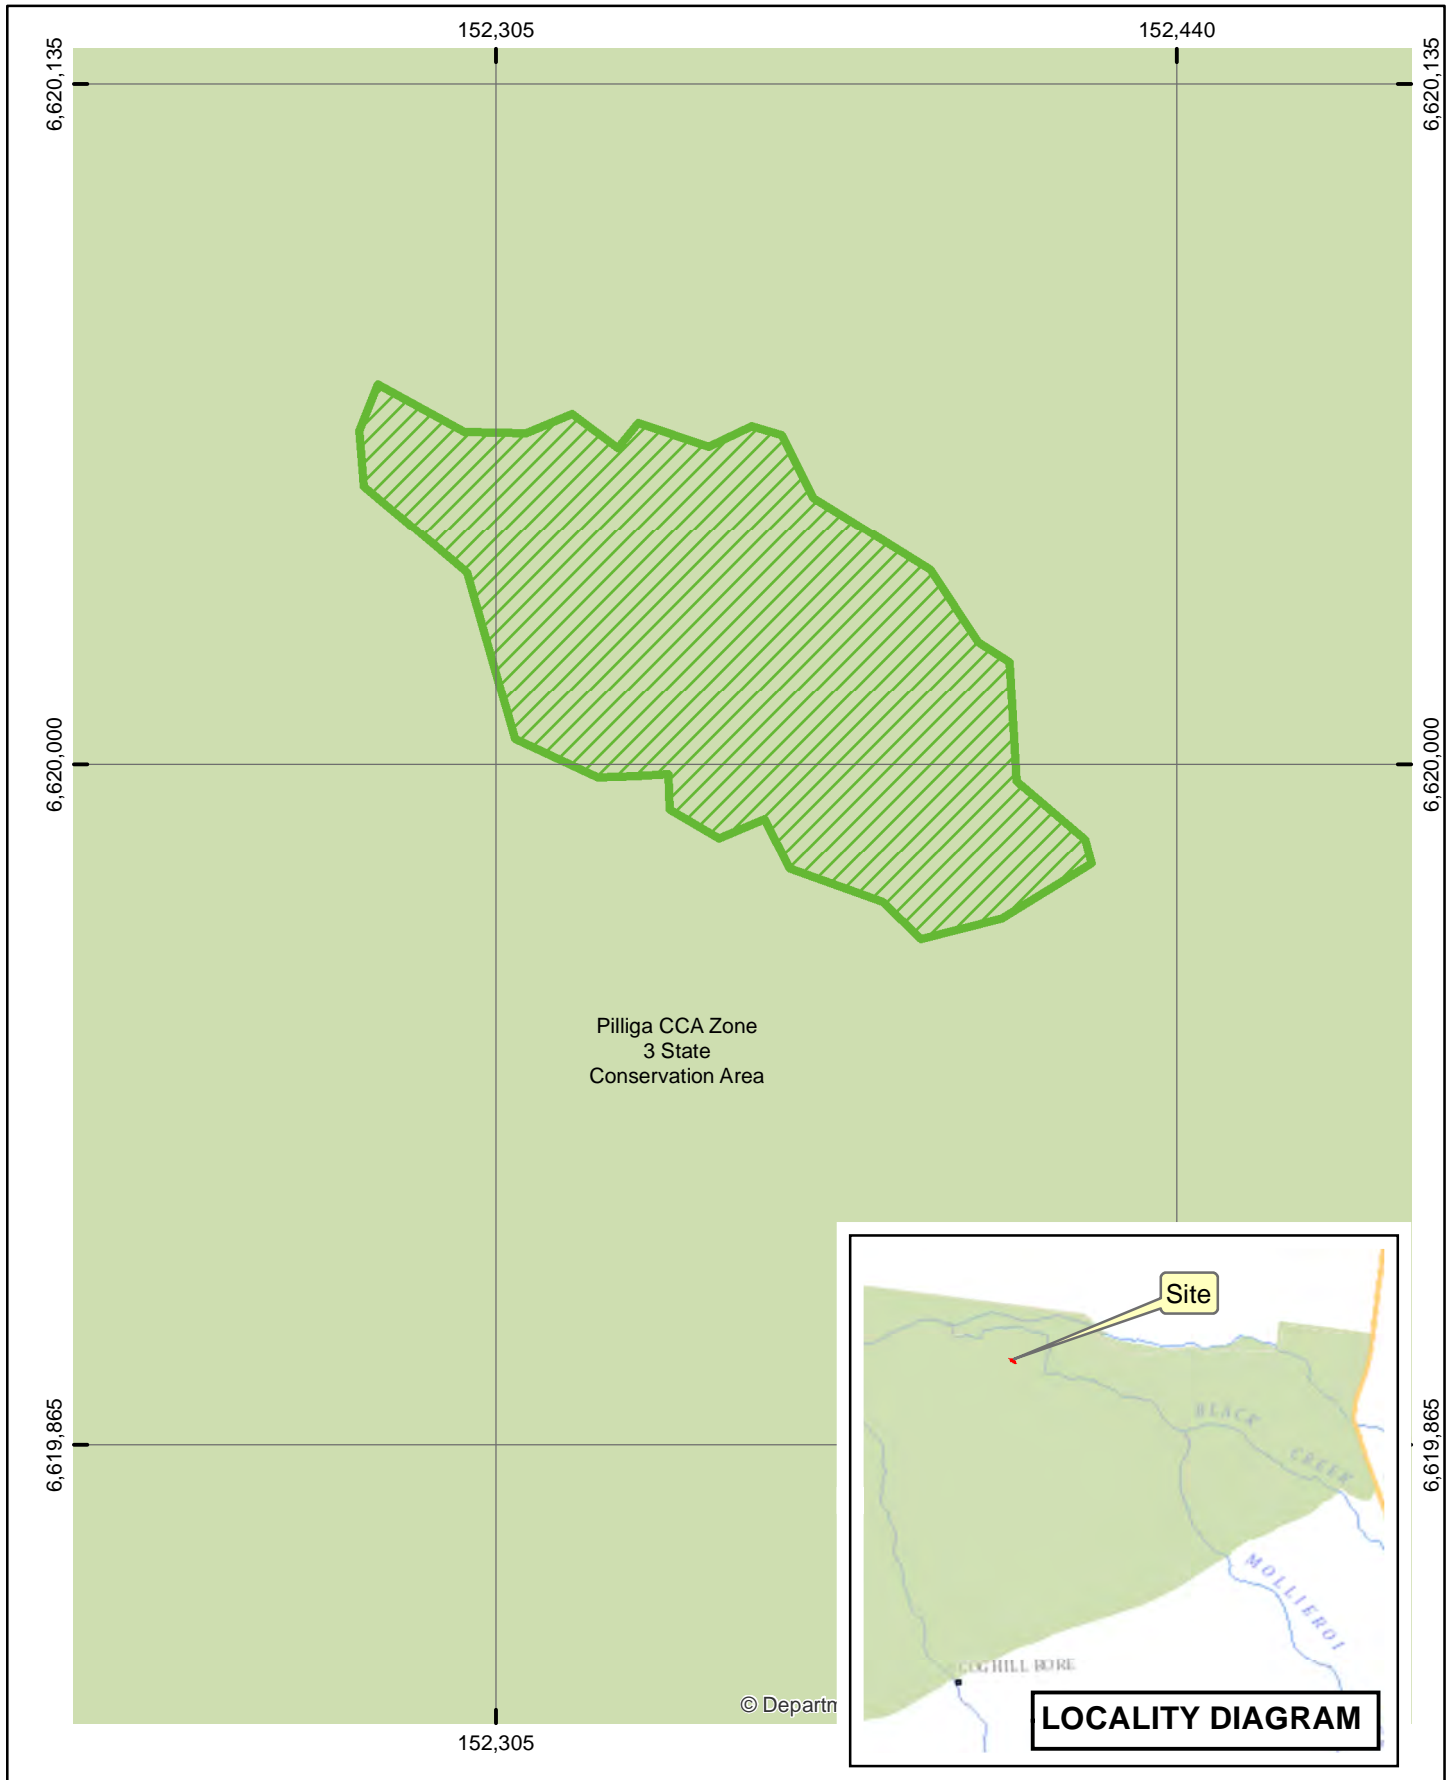 152,305
152,440
6,620,135
6,620,135
6,620,000
6,620,000
Pilliga CCA Zone
3 State
Conservation Area
Site
BLACK
CREEK
6,619,865
6,619,865
MOLLIEROI
COGHILL BORE
© Departm
LOCALITY DIAGRAM
152,305